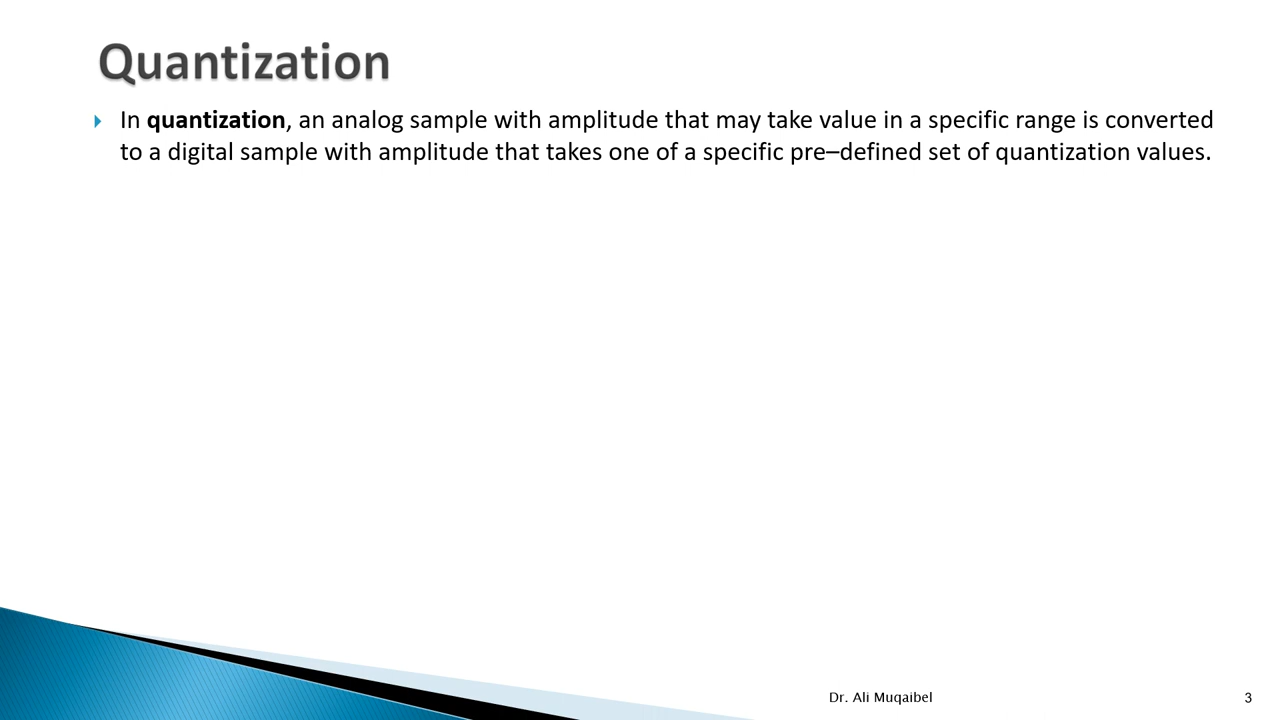 Quantization
In quantization, an analog sample with amplitude that may take value in a specific range is converted
to a digital sample with amplitude that takes one of a specific pre–defined set of quantization values.
Dr. Ali Muqaibel
3